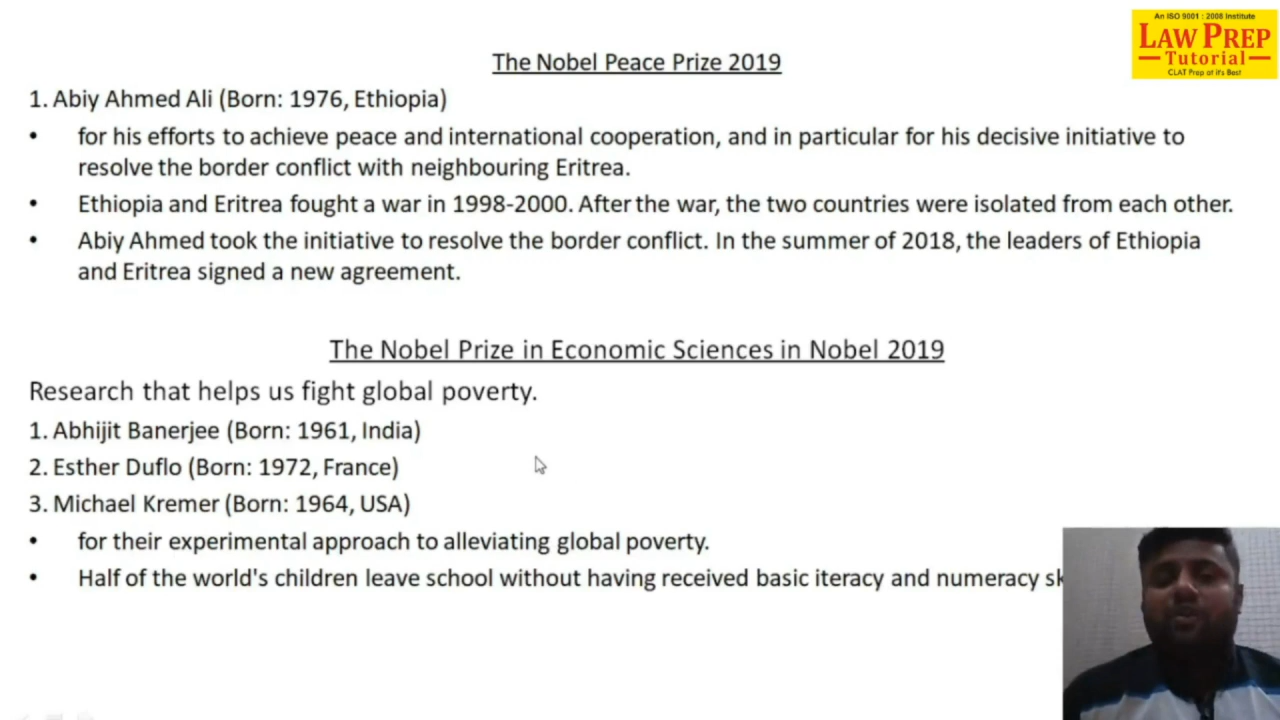 An ISO 9001 : 2008 Institute
LAW PREP
Tutorial
CLAT Prep at it's Best
The Nobel Peace Prize 2019
1. Abiy Ahmed Ali (Born: 1976, Ethiopia)
• for his efforts to achieve peace and international cooperation, and in particular for his decisive initiative to
resolve the border conflict with neighbouring Eritrea.
• Ethiopia and Eritrea fought a war in 1998-2000. After the war, the two countries were isolated from each other.
• Abiy Ahmed took the initiative to resolve the border conflict. In the summer of 2018, the leaders of Ethiopia
and Eritrea signed a new agreement.
The Nobel Prize in Economic Sciences in Nobel 2019
Research that helps us fight global poverty.
1. Abhijit Banerjee (Born: 1961, India)
2. Esther Duflo (Born: 1972, France)
3. Michael Kremer (Born: 1964, USA)
• for their experimental approach to alleviating global poverty.
• Half of the world's children leave school without having received basic iteracy and numeracy sk